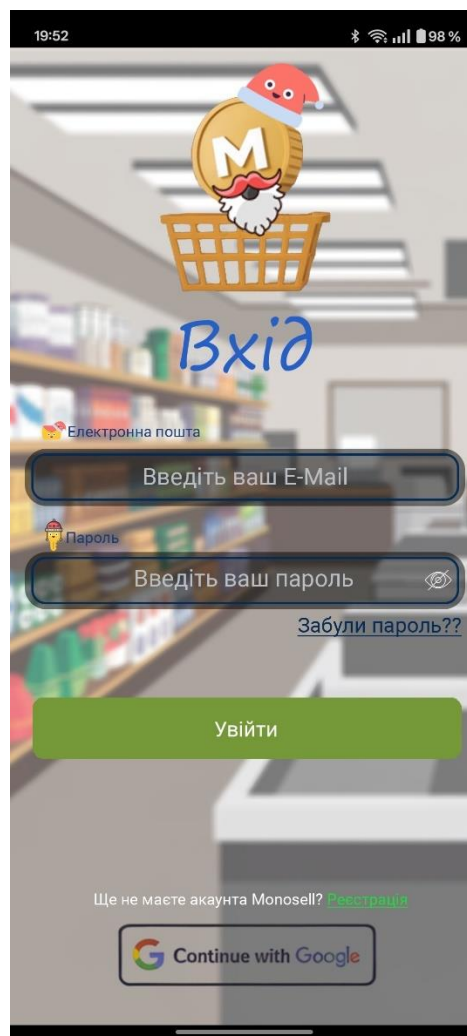 19:52 98 %
M
Вхід
Електронна пошта
Введіть ваш E-Mail
Пароль
Введіть ваш пароль
Забули пароль??
Увійти
Ще не маєте акаунта Monosell? Реєстрація
G Continue with Google